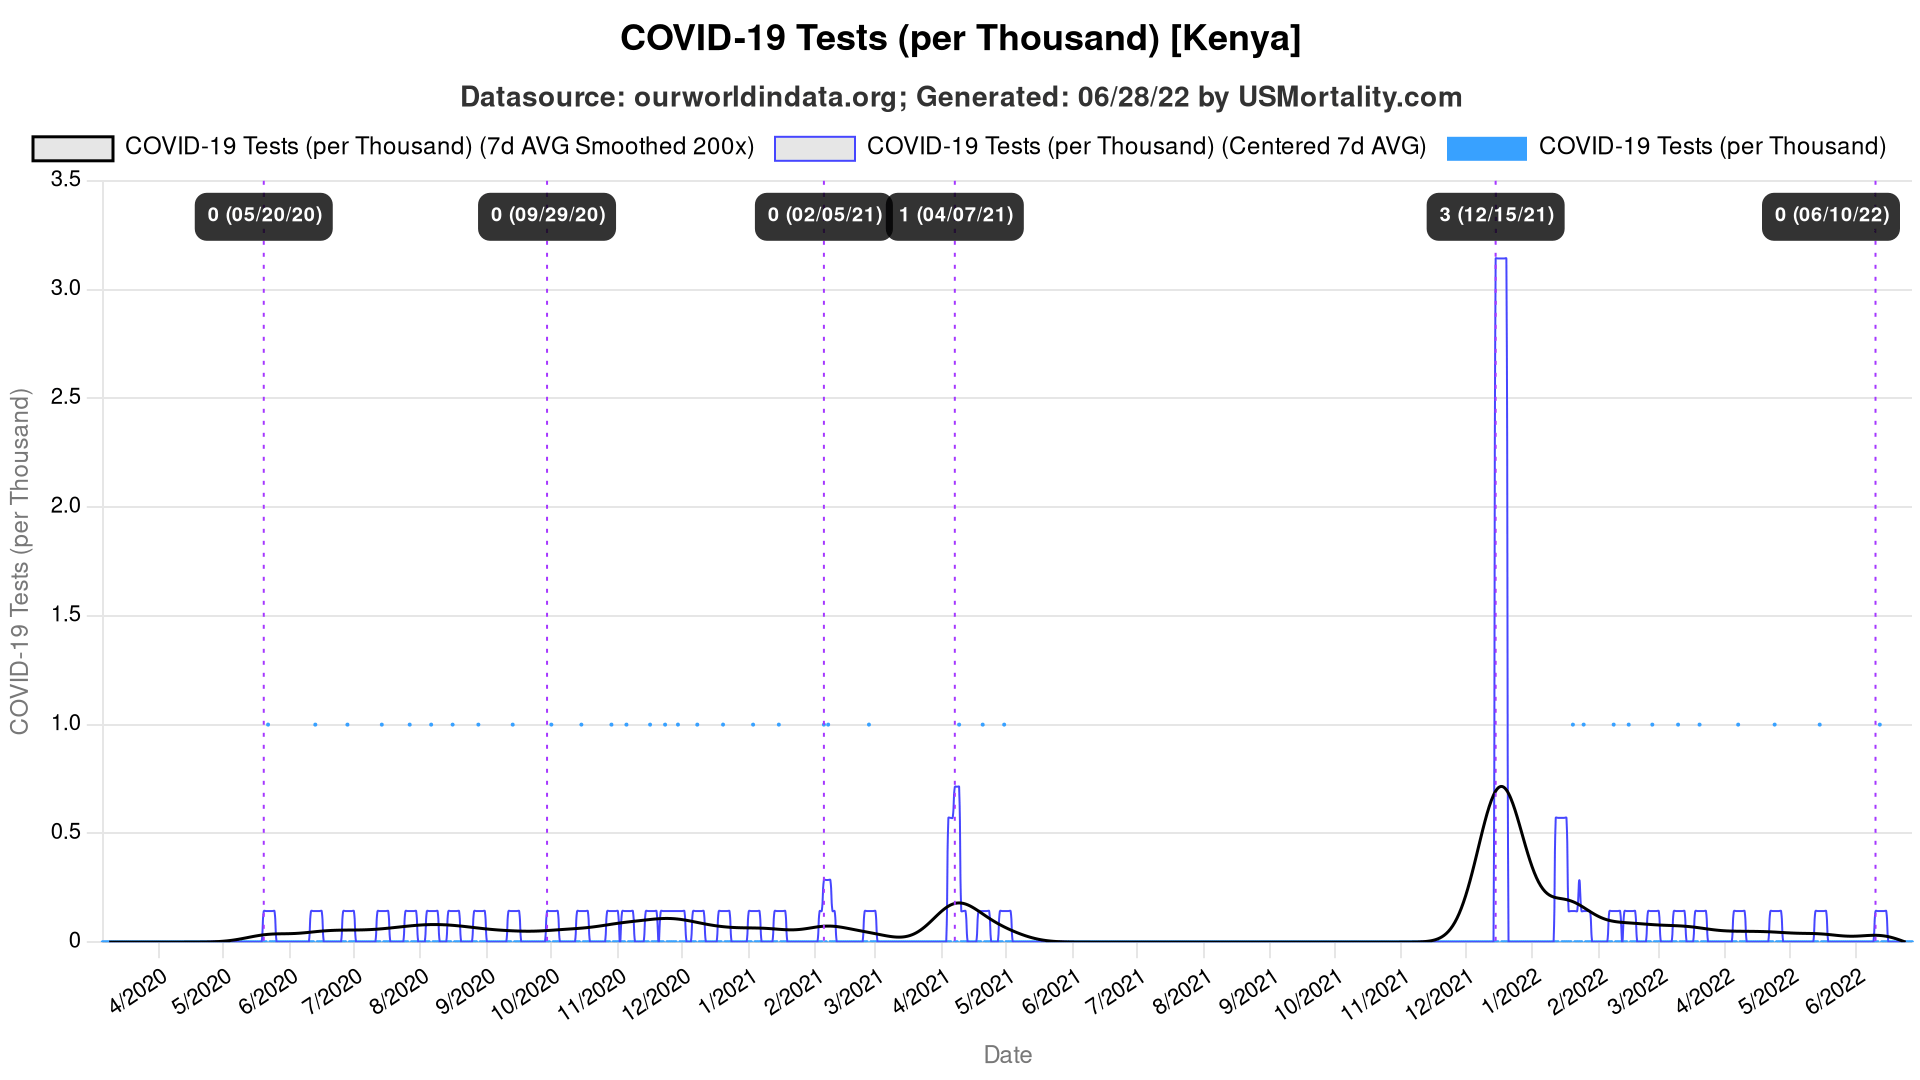 COVID-19 Tests (per Thousand) [Kenya]
Datasource: ourworldindata.org; Generated: 06/28/22 by USMortality.com
COVID-19 Tests (per Thousand) (7d AVG Smoothed 200x) COVID-19 Tests (per Thousand) (Centered 7d AVG) COVID-19 Tests (per Thousand)
0 (05/20/20) 0 (09/29/20) 0 (02/05/21) 1 (04/07/21) 3 (12/15/21) 0 (06/10/22)
COVID-19 Tests (per Thousand)
3.5
3.0
2.5
2.0
1.5
1.0
0.5
0
4/2020 5/2020 6/2020 7/2020 8/2020 9/2020 10/2020 11/2020 12/2020 1/2021 2/2021 3/2021 4/2021 5/2021 6/2021 7/2021 8/2021 9/2021 10/2021 11/2021 12/2021 1/2022 2/2022 3/2022 4/2022 5/2022 6/2022
Date